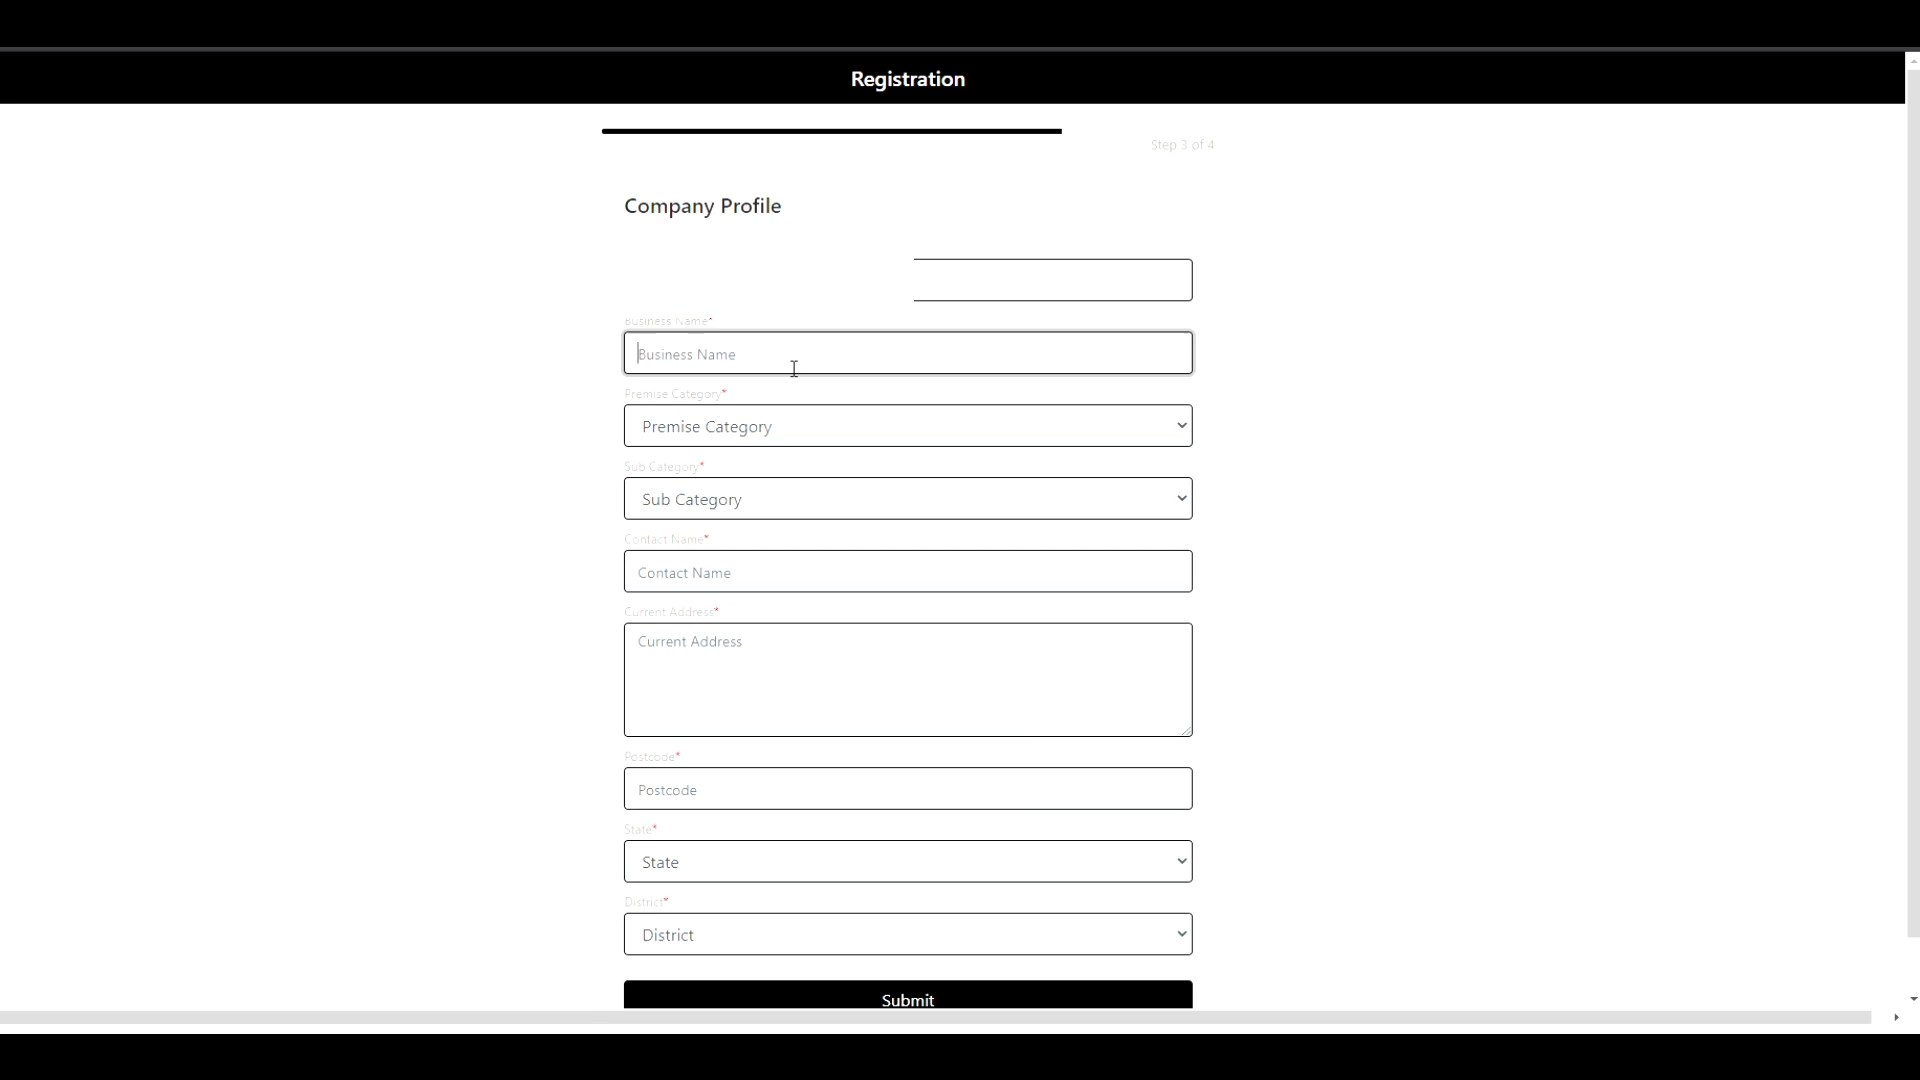 Registration
Step 3 of 4
Company Profile
Business Name*
Business Name
Premise Category*
Premise Category
Sub Category*
Sub Category
Contact Name*
Contact Name
Current Address*
Current Address
Postcode*
Postcode
State*
State
District*
District
Submit